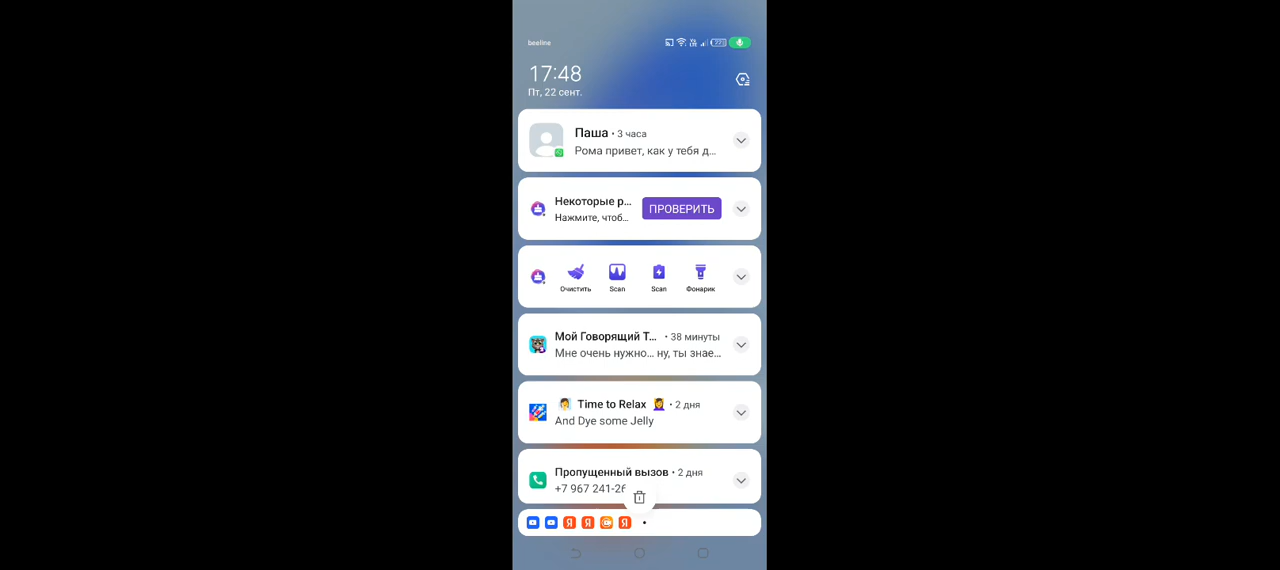 beeline
17:48
Пт, 22 сент.
Паша • 3 часа
Рома привет, как у тебя д...
Некоторые р...
Нажмите, чтоб...
ПРОВЕРИТЬ
Очистить
Scan
Scan
Фонарик
Мой Говорящий Т... • 38 минуты
Мне очень нужно... ну, ты знае...
Time to Relax • 2 дня
And Dye some Jelly
Пропущенный вызов • 2 дня
+7 967 241-26
Я Я Я